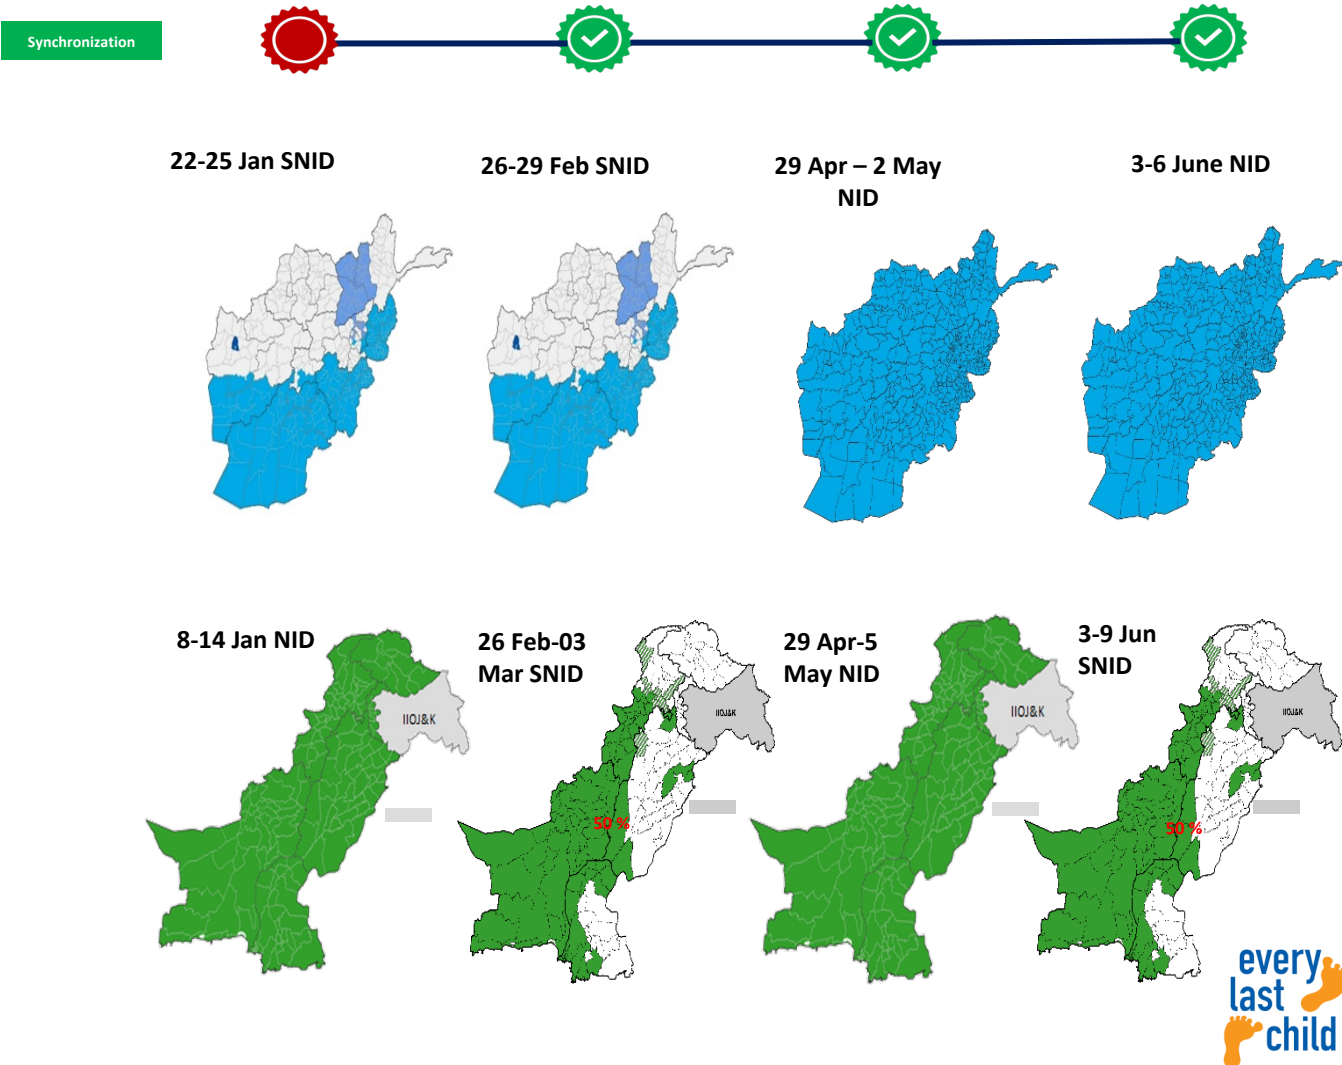 Synchronization
22-25 Jan SNID
26-29 Feb SNID
29 Apr – 2 May
NID
3-6 June NID
8-14 Jan NID
IIOJ&K
26 Feb-03
Mar SNID
IIOJ&K
50 %
29 Apr-5
May NID
IIOJ&K
3-9 Jun
SNID
IIOJ&K
50 %
every
last
child